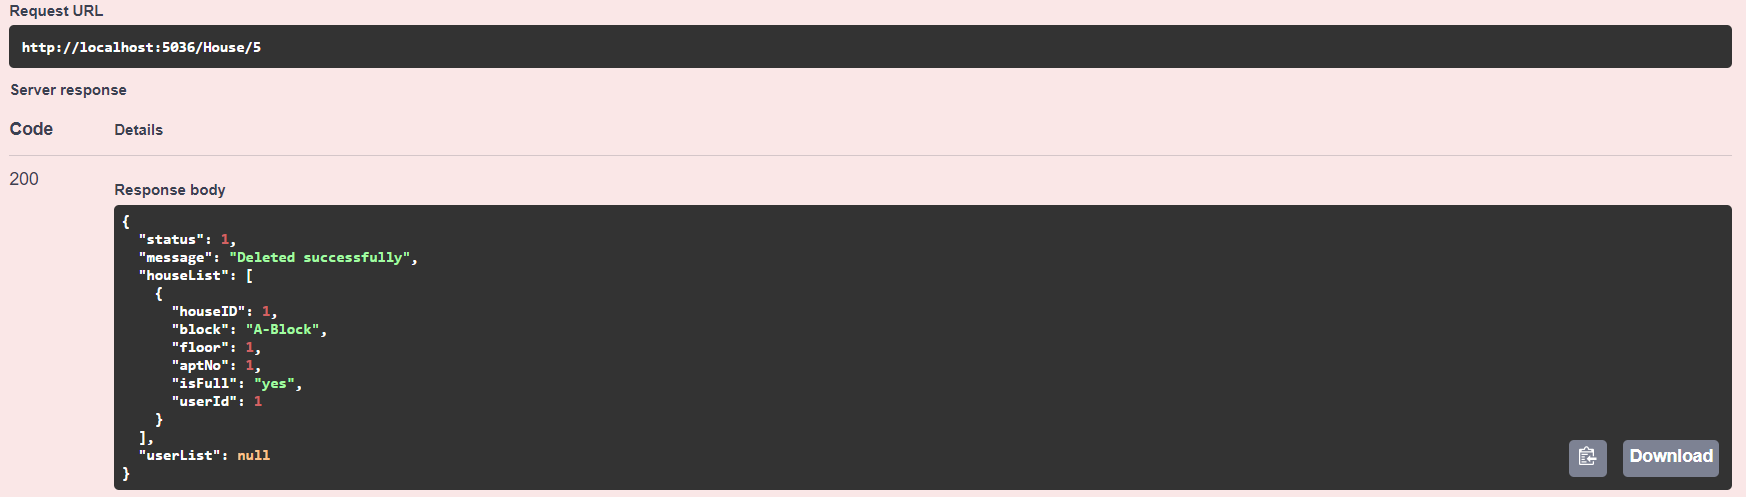 Request URL
http://localhost:5036/House/5
Server response
Code Details
200
Response body
{
"status": 1,
"message": "Deleted successfully",
"houseList": [
{
"houseID": 1,
"block": "A-Block",
"floor": 1,
"aptNo": 1,
"isFull": "yes",
"userId": 1
}
],
"userList": null
}
Download